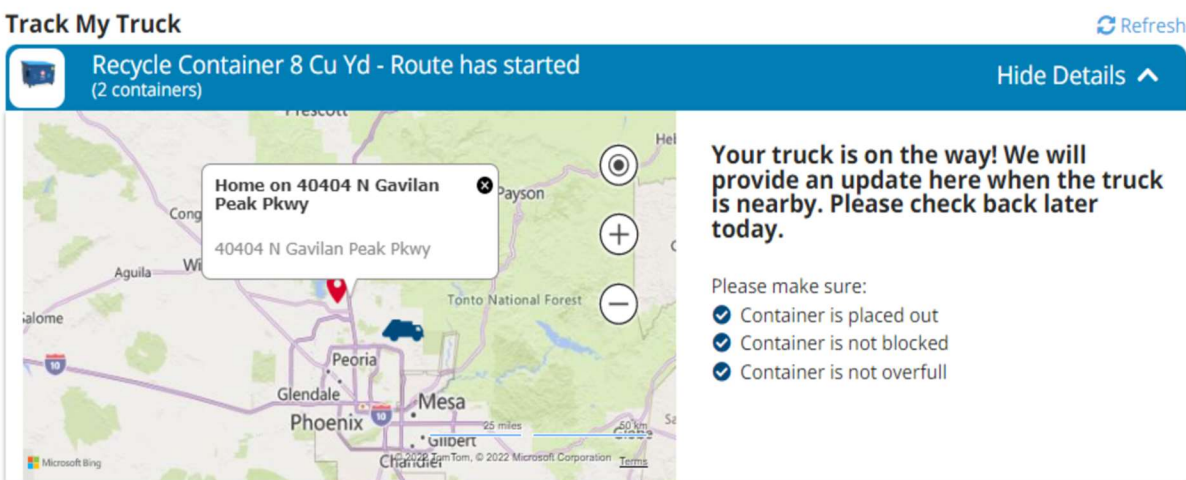 Track My Truck
Refresh
Recycle Container 8 Cu Yd - Route has started
(2 containers)
Hide Details
Prescott
Home on 40404 N Gavilan
Peak Pkwy
40404 N Gavilan Peak Pkwy
Payson
Aguila
Tonto National Forest
10
Peoria
Glendale
Mesa
Phoenix
10
25 miles
50 km
Globe
Gilbert
Chandler
Microsoft Bing
© 2022 TomTom, © 2022 Microsoft Corporation
Terms
Your truck is on the way! We will
provide an update here when the truck
is nearby. Please check back later
today.
Please make sure:
Container is placed out
Container is not blocked
Container is not overfull